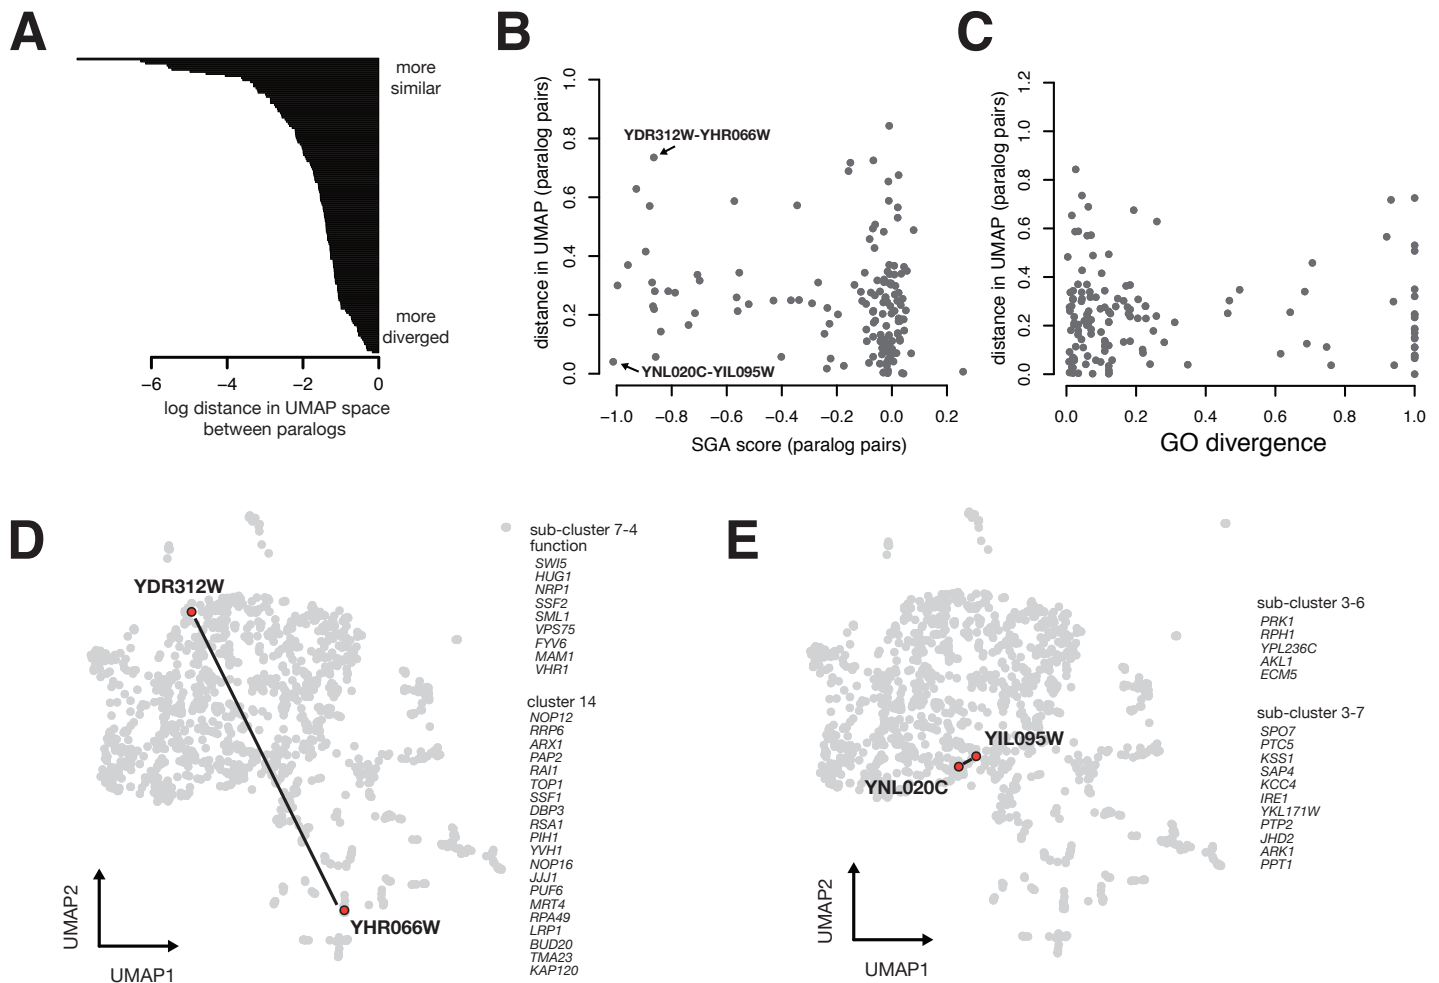 A
more
similar
more
diverged
−6 −4 −2 0
log distance in UMAP space
between paralogs
B
distance in UMAP (paralog pairs)
0.0 0.2 0.4 0.6 0.8 1.0
YDR312W-YHR066W
YNL020C-YIL095W
−1.0 −0.8 −0.6 −0.4 −0.2 0.0 0.2
SGA score (paralog pairs)
C
distance in UMAP (paralog pairs)
0.0 0.2 0.4 0.6 0.8 1.0 1.2
0.0 0.2 0.4 0.6 0.8 1.0
GO divergence
D
YDR312W
YHR066W
UMAP2
UMAP1
sub-cluster 7-4
function
SWI5
HUG1
NRP1
SSF2
SML1
VPS75
FYV6
MAM1
VHR1
cluster 14
NOP12
RRP6
ARX1
PAP2
RAI1
TOP1
SSF1
DBP3
RSA1
PIH1
YVH1
NOP16
JJJ1
PUF6
MRT4
RPA49
LRP1
BUD20
TMA23
KAP120
E
YIL095W
YNL020C
UMAP2
UMAP1
sub-cluster 3-6
PRK1
RPH1
YPL236C
AKL1
ECM5
sub-cluster 3-7
SPO7
PTC5
KSS1
SAP4
KCC4
IRE1
YKL171W
PTP2
JHD2
ARK1
PPT1